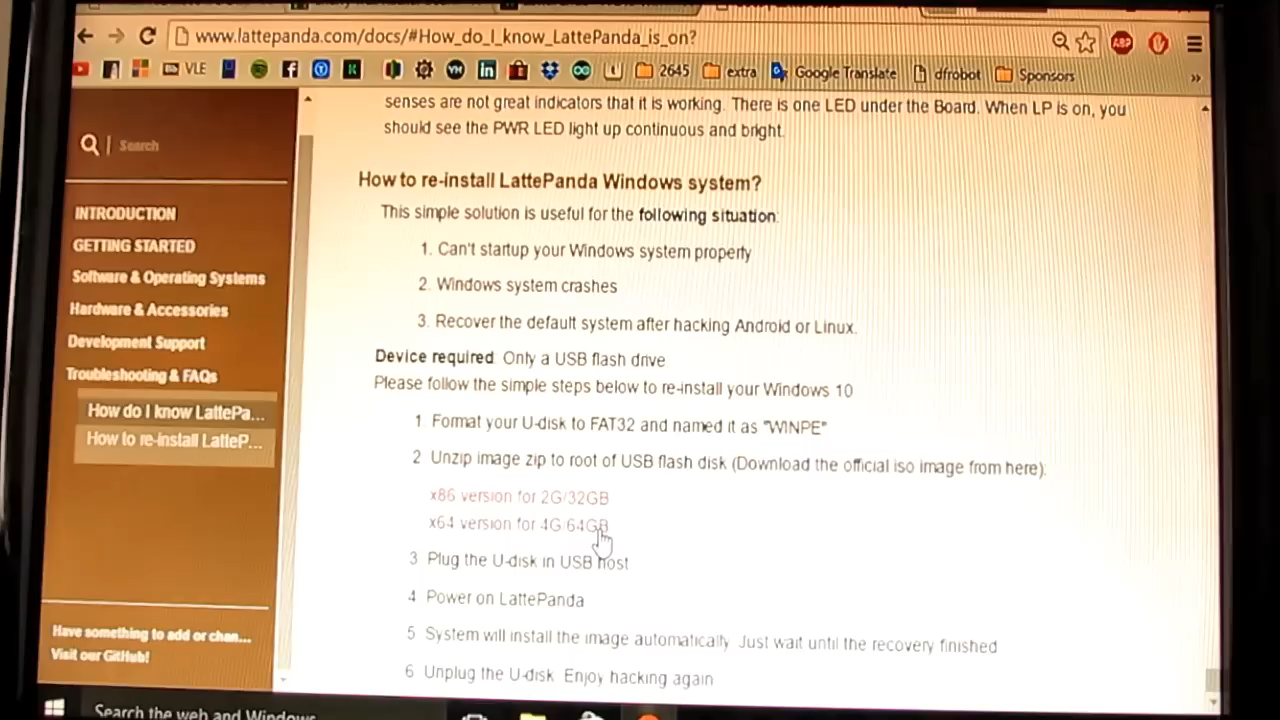 www.lattepanda.com/docs/#How_do_I_know_LattePanda_is_on?
ABP
VLE
in
2645
extra
Google Translate
dfrobot
Sponsors
»
Search
INTRODUCTION
GETTING STARTED
Software & Operating Systems
Hardware & Accessories
Development Support
Troubleshooting & FAQs
How do I know LattePa...
How to re-install LatteP...
Have something to add or chan...
Visit our GitHub!
senses are not great indicators that it is working. There is one LED under the Board. When LP is on, you
should see the PWR LED light up continuous and bright.
How to re-install LattePanda Windows system?
This simple solution is useful for the following situation:
1. Can't startup your Windows system property
2. Windows system crashes
3. Recover the default system after hacking Android or Linux.
Device required: Only a USB flash drive
Please follow the simple steps below to re-install your Windows 10
1. Format your U-disk to FAT32 and named it as "WINPE"
2. Unzip image zip to root of USB flash disk (Download the official iso image from here):
x86 version for 2G/32GB
x64 version for 4G 64GB
3. Plug the U-disk in USB host
4. Power on LattePanda
5. System will install the image automatically. Just wait until the recovery finished
6. Unplug the U-disk. Enjoy hacking again
Search the web and Windows